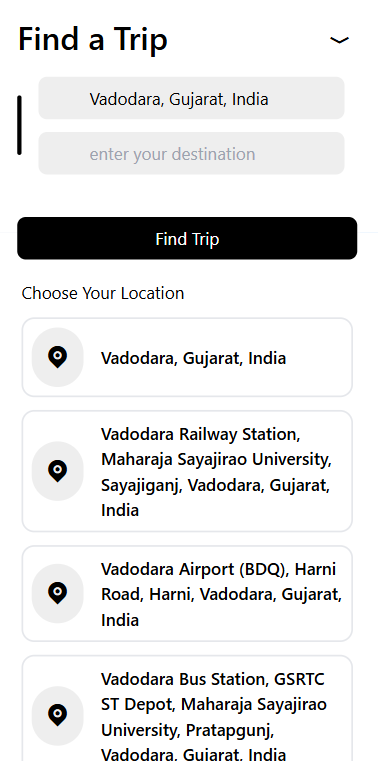 Find a Trip
Vadodara, Gujarat, India
enter your destination
Find Trip
Choose Your Location
Vadodara, Gujarat, India
Vadodara Railway Station,
Maharaja Sayajirao University,
Sayajiganj, Vadodara, Gujarat,
India
Vadodara Airport (BDQ), Harni
Road, Harni, Vadodara, Gujarat,
India
Vadodara Bus Station, GSRTC
ST Depot, Maharaja Sayajirao
University, Pratapgunj,
Vadodara, Gujarat, India